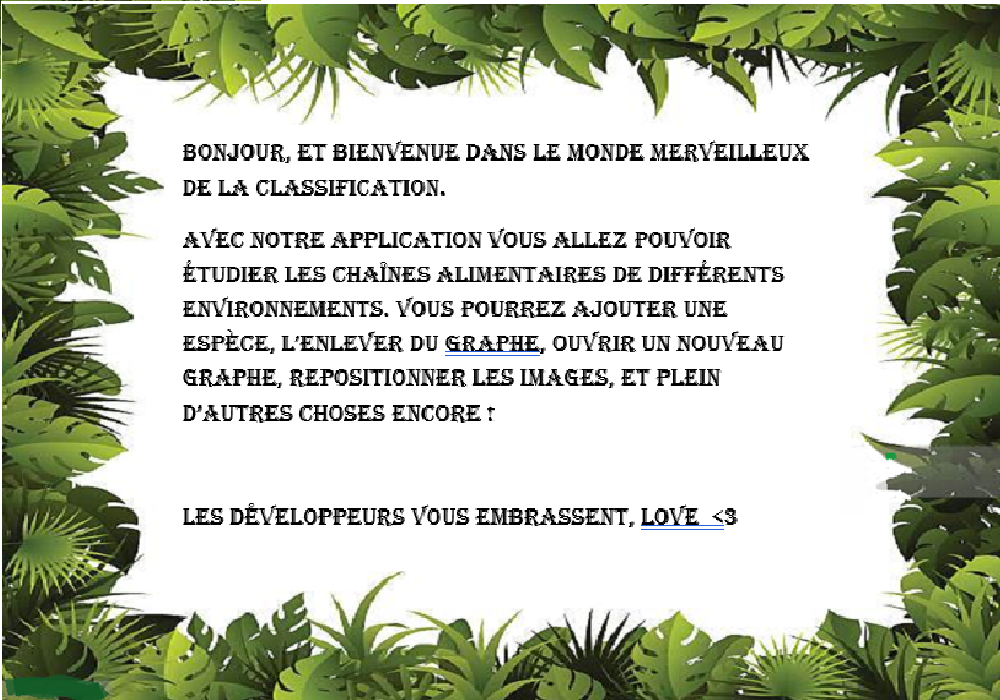 BONJOUR, ET BIENVENUE DANS LE MONDE MERVEILLEUX
DE LA CLASSIFICATION.
AVEC NOTRE APPLICATION VOUS ALLEZ POUVOIR
ÉTUDIER LES CHAÎNES ALIMENTAIRES DE DIFFÉRENTS
ENVIRONNEMENTS. VOUS POURREZ AJOUTER UNE
ESPÈCE, L'ENLEVER DU GRAPHE, OUVRIR UN NOUVEAU
GRAPHE, REPOSITIONNER LES IMAGES, ET PLEIN
D'AUTRES CHOSES ENCORE !
LES DÉVELOPPEURS VOUS EMBRASSENT, LOVE <3